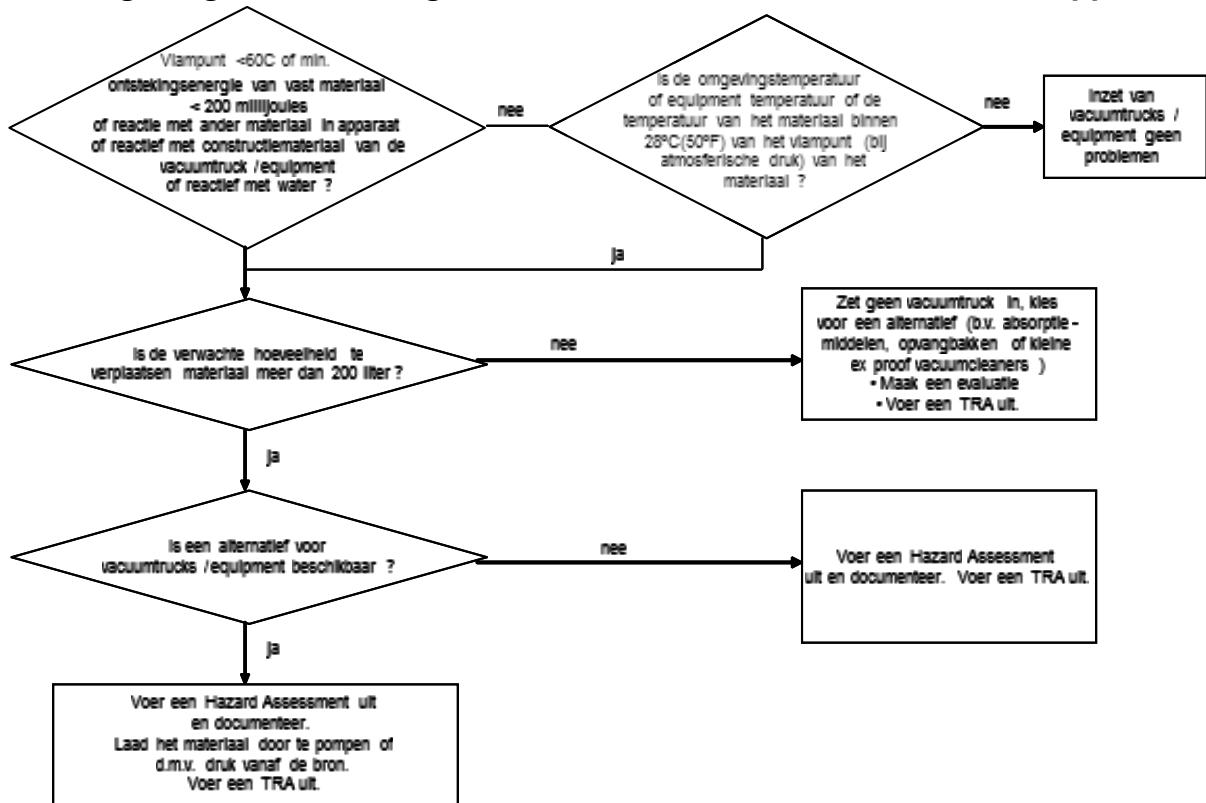 Vlampunt <60C of min.
ontstekingsenergie van vast materiaal
< 200 millijoules
of reactie met ander materiaal in apparaat
of reactief met constructiemateriaal van de
vacuumtruck /equipment
of reactief met water ?
nee
Is de omgevingstemperatuur
of equipment temperatuur of de
temperatuur van het materiaal binnen
28ºC(50ºF) van het vlampunt (bij
atmosferische druk) van het
materiaal ?
nee
Inzet van
vacuumtrucks /
equipment geen
problemen
ja
Is de verwachte hoeveelheid te
verplaatsen materiaal meer dan 200 liter ?
nee
Zet geen vacuumtruck in, kies
voor een alternatief (b.v. absorptie-
middelen, opvangbakken of kleine
ex proof vacuumcleaners )
• Maak een evaluatie
• Voer een TRA uit.
ja
Is een alternatief voor
vacuumtrucks /equipment beschikbaar ?
nee
Voer een Hazard Assessment
uit en documenteer. Voer een TRA uit.
ja
Voer een Hazard Assessment uit
en documenteer.
Laad het materiaal door te pompen of
d.m.v. druk vanaf de bron.
Voer een TRA uit.